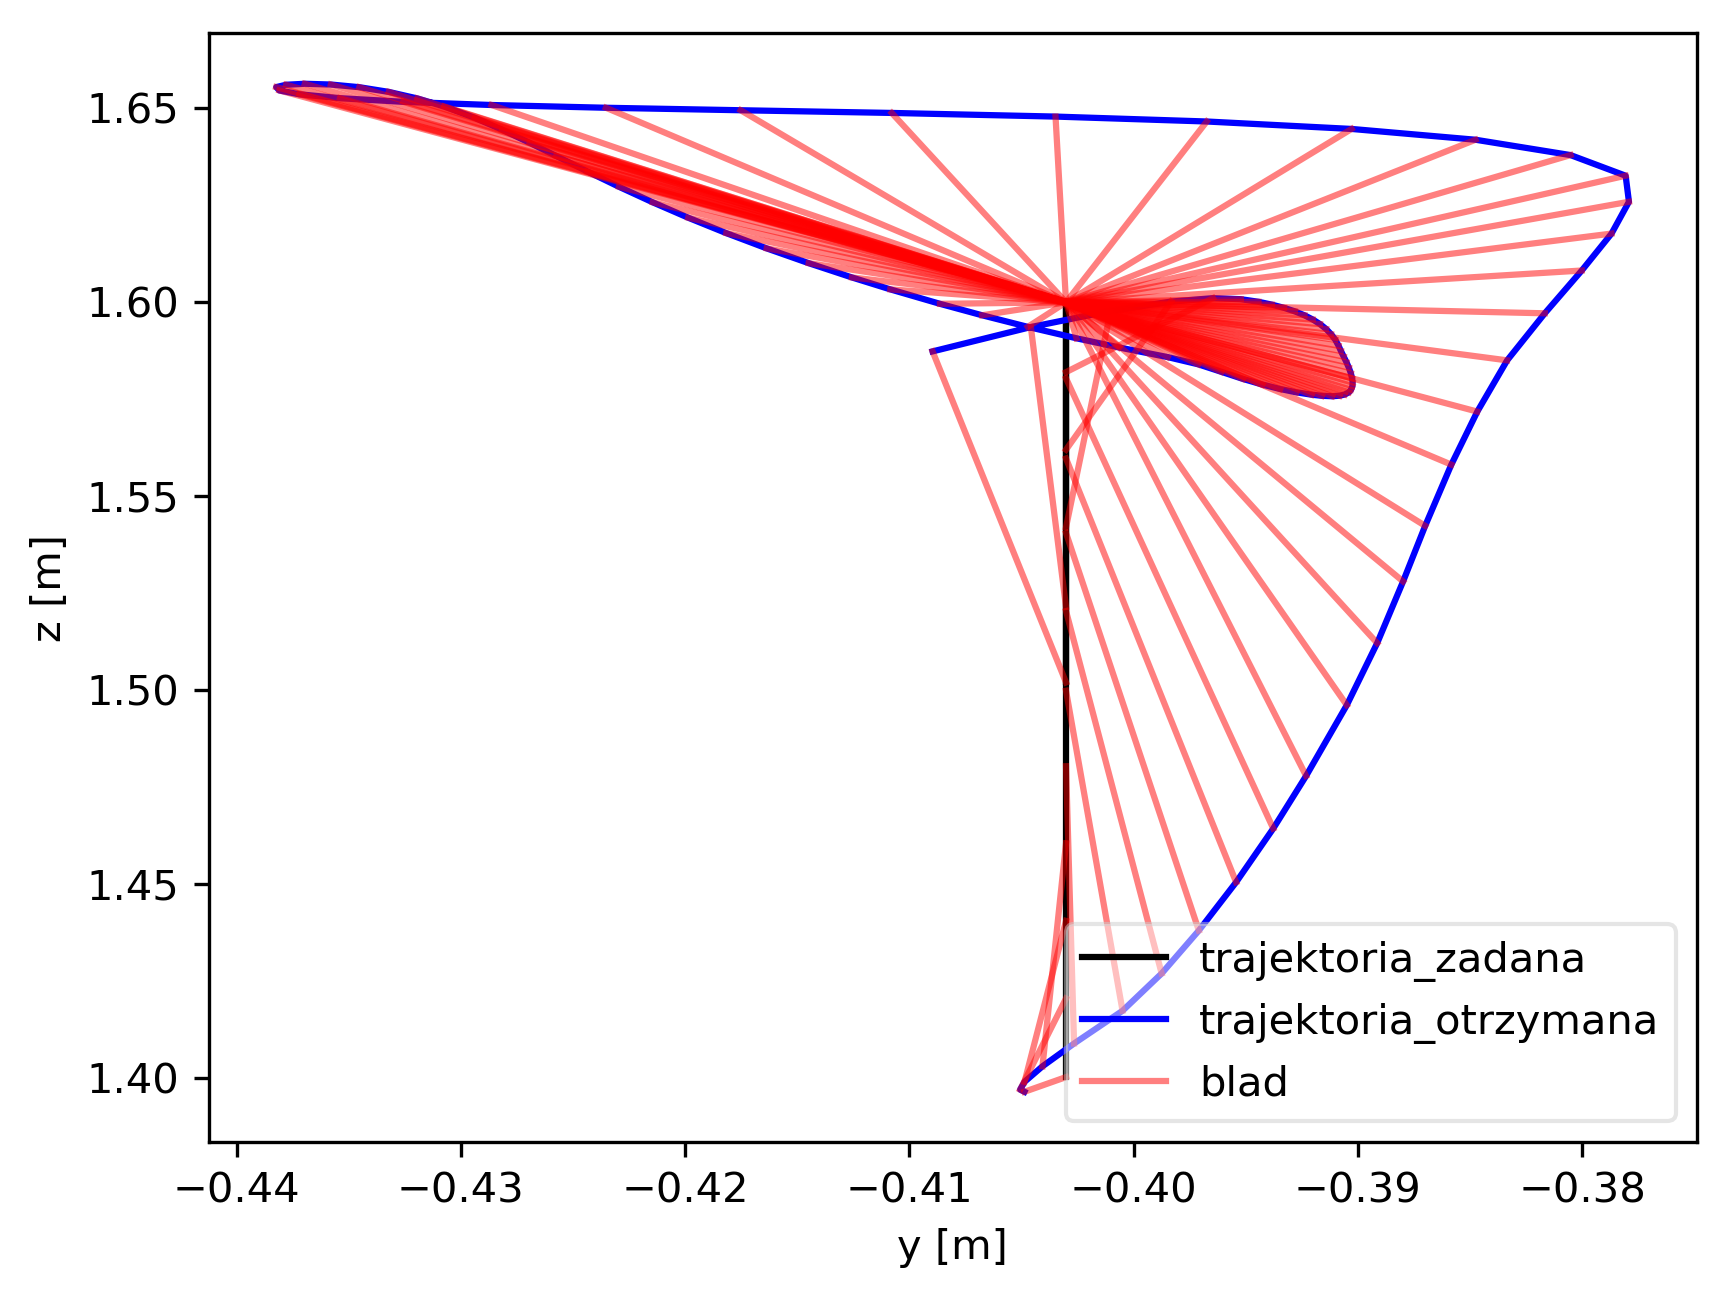 1.65
1.60
1.55
1.50
1.45
1.40
z [m]
trajektoria_zadana
trajektoria_otrzymana
blad
−0.44 −0.43 −0.42 −0.41 −0.40 −0.39 −0.38
y [m]